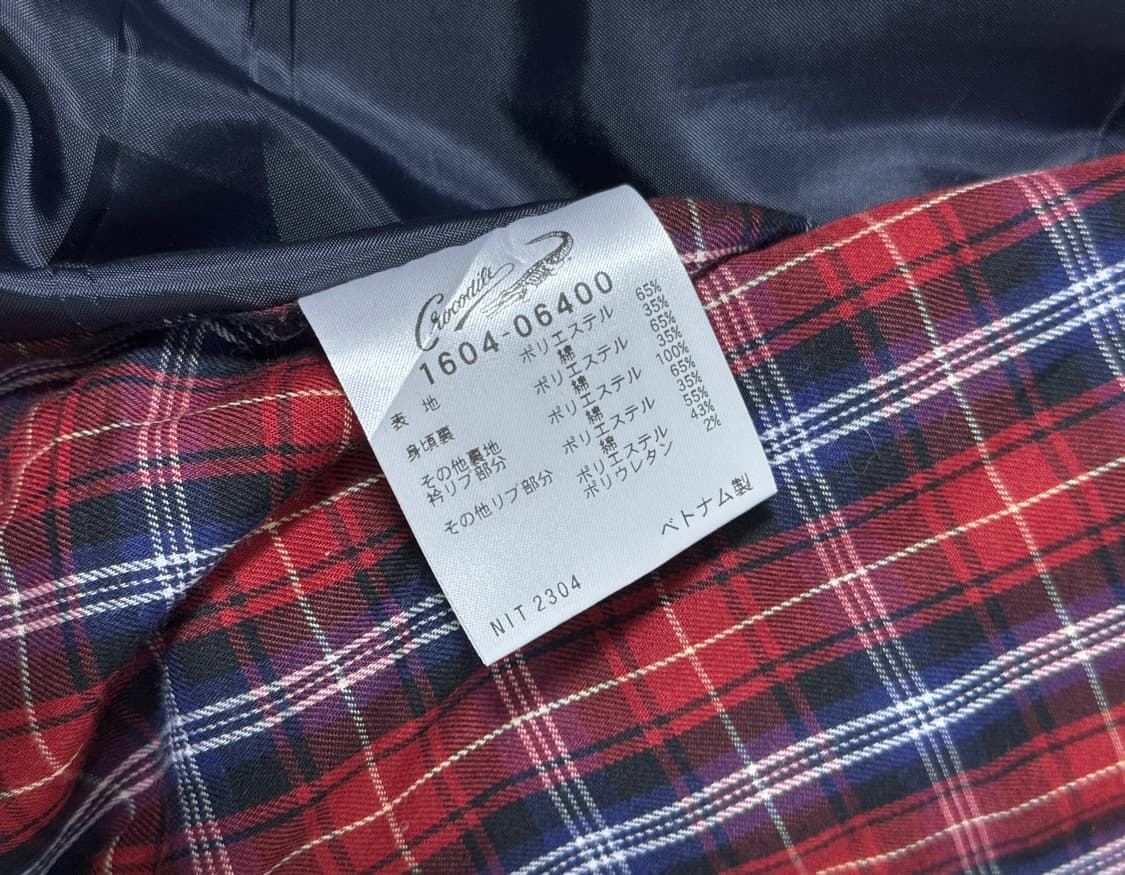 Crocodile
1604-06400
表 地 ポリエステル 65%
綿 35%
身頃裏 ポリエステル 65%
綿 35%
その他裏地 ポリエステル 100%
衿リブ部分 綿 65%
ポリエステル 35%
その他リブ部分 綿 55%
ポリエステル 43%
ポリウレタン 2%
ベトナム製
NIT 2304